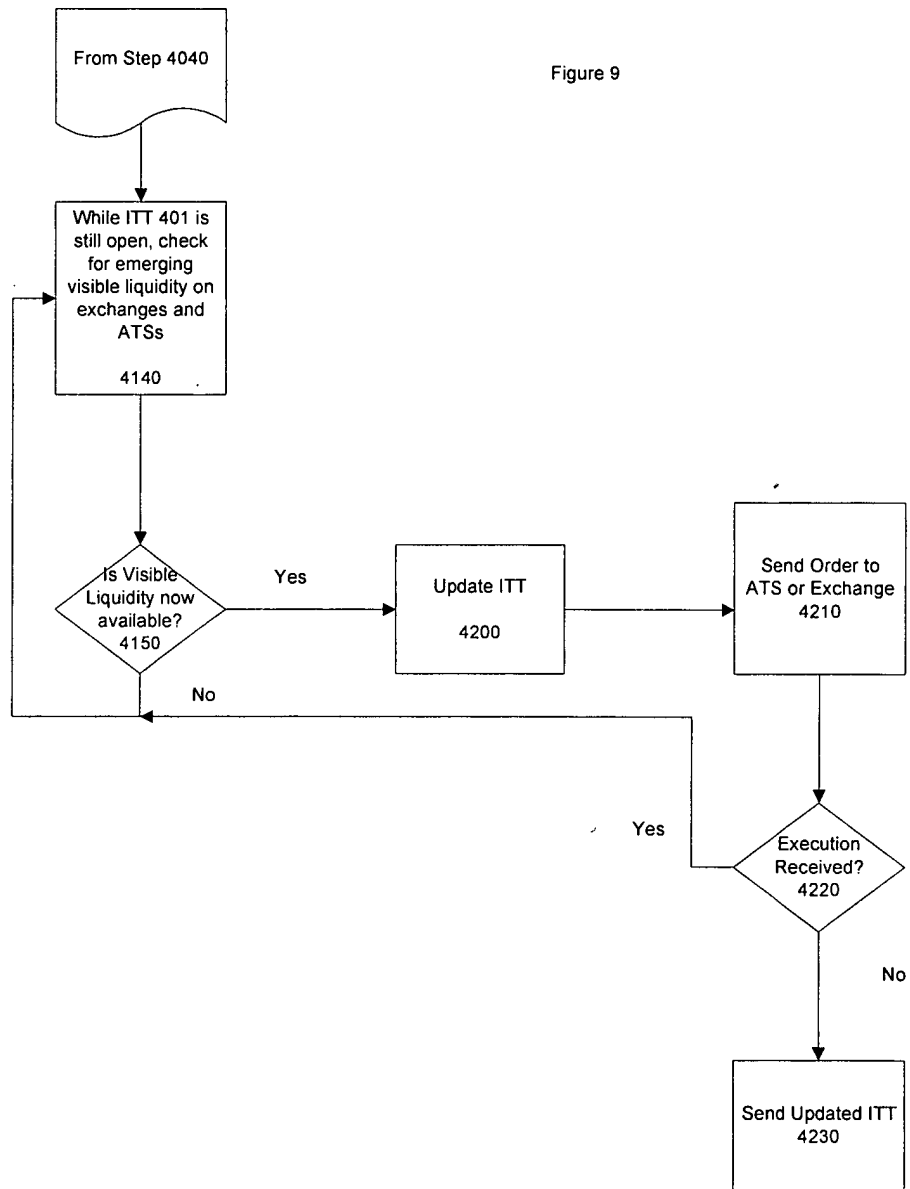 From Step 4040
Figure 9
While ITT 401 is
still open, check
for emerging
visible liquidity on
exchanges and
ATSs
4140
Is Visible
Liquidity now
available?
4150
Yes
No
Update ITT
4200
Send Order to
ATS or Exchange
4210
Execution
Received?
4220
Yes
No
Send Updated ITT
4230